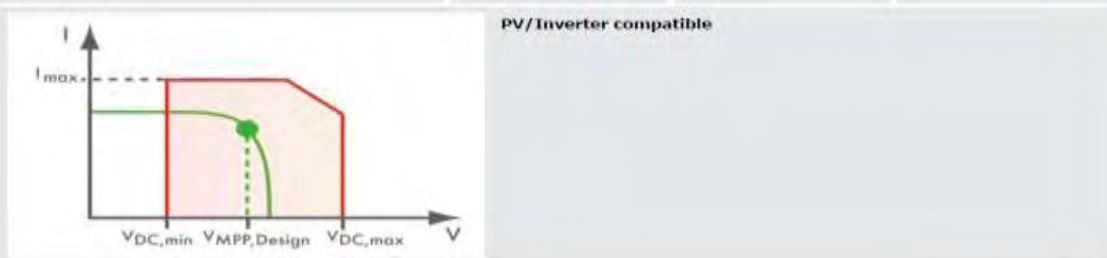 PV/Inverter compatible
I
Imax.
VDC,min VMPP,Design VDC,max V